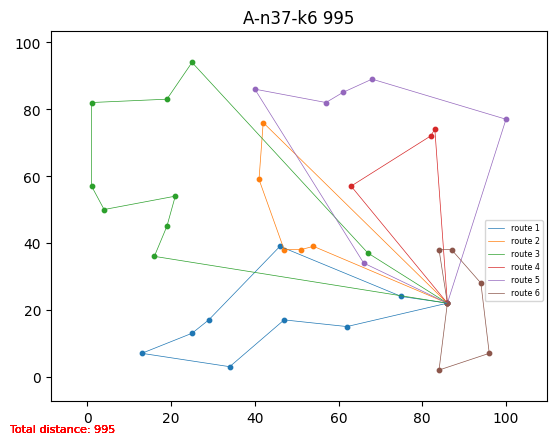 A-n37-k6 995
100
80
60
40
20
0
0 20 40 60 80 100
route 1
route 2
route 3
route 4
route 5
route 6
Total distance: 995